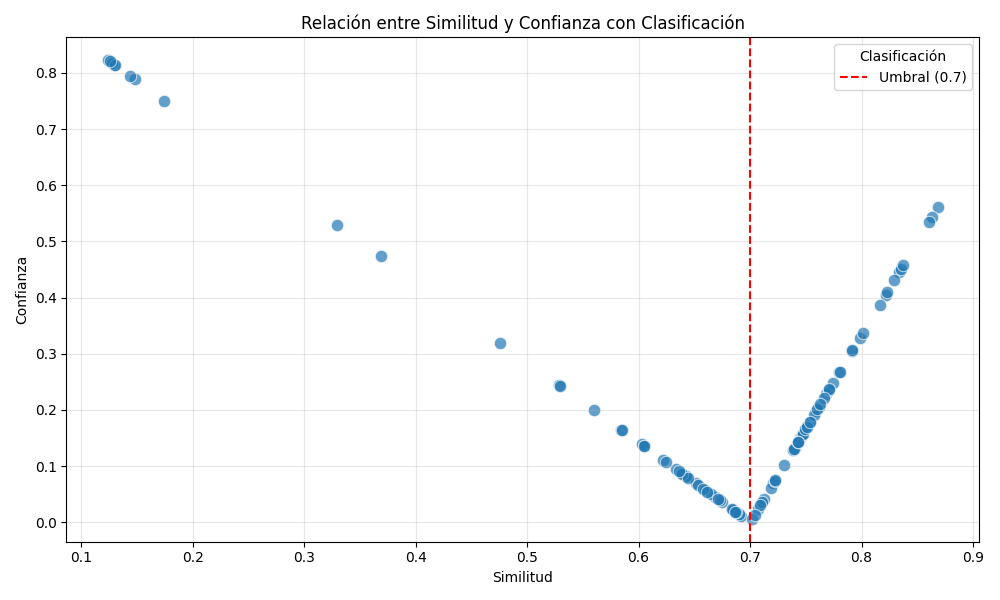 Relación entre Similitud y Confianza con Clasificación
Clasificación
Umbral (0.7)
Confianza
0.8
0.7
0.6
0.5
0.4
0.3
0.2
0.1
0.0
0.1 0.2 0.3 0.4 0.5 0.6 0.7 0.8 0.9
Similitud